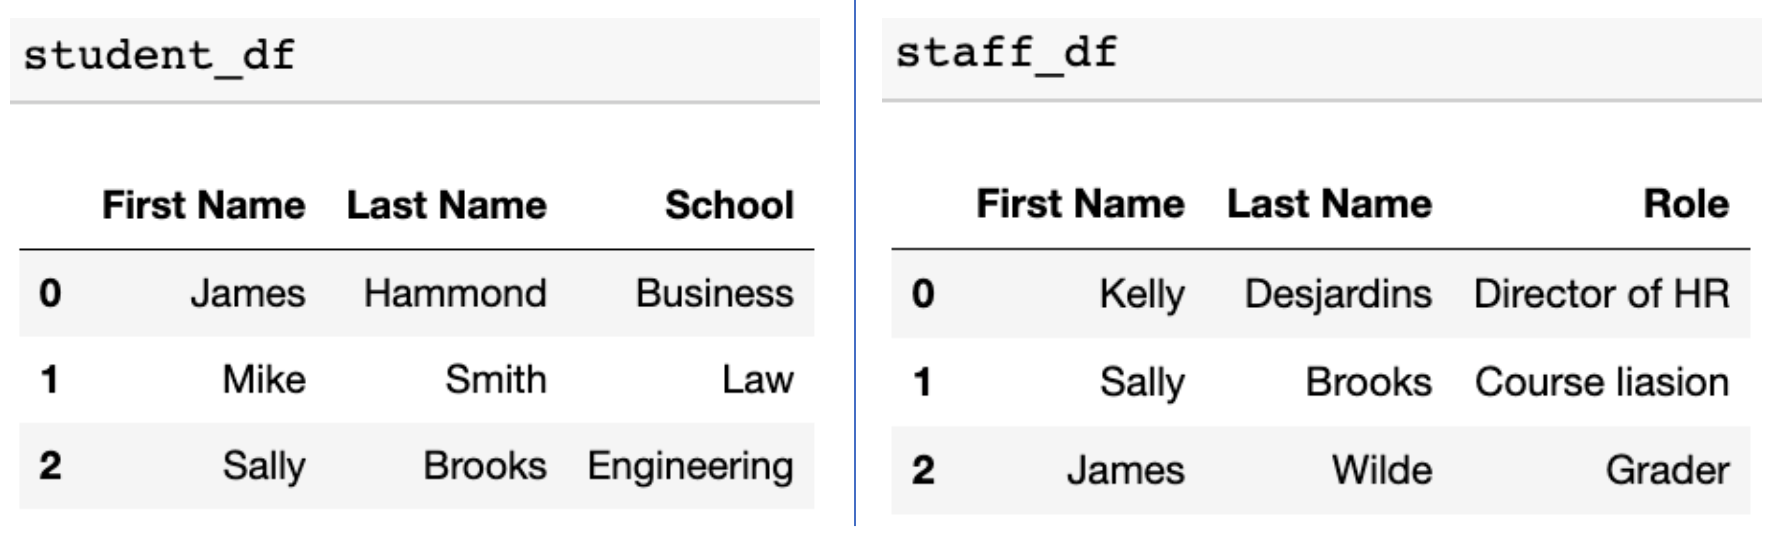 student_df
First Name Last Name School
0 James Hammond Business
1 Mike Smith Law
2 Sally Brooks Engineering
staff_df
First Name Last Name Role
0 Kelly Desjardins Director of HR
1 Sally Brooks Course liasion
2 James Wilde Grader